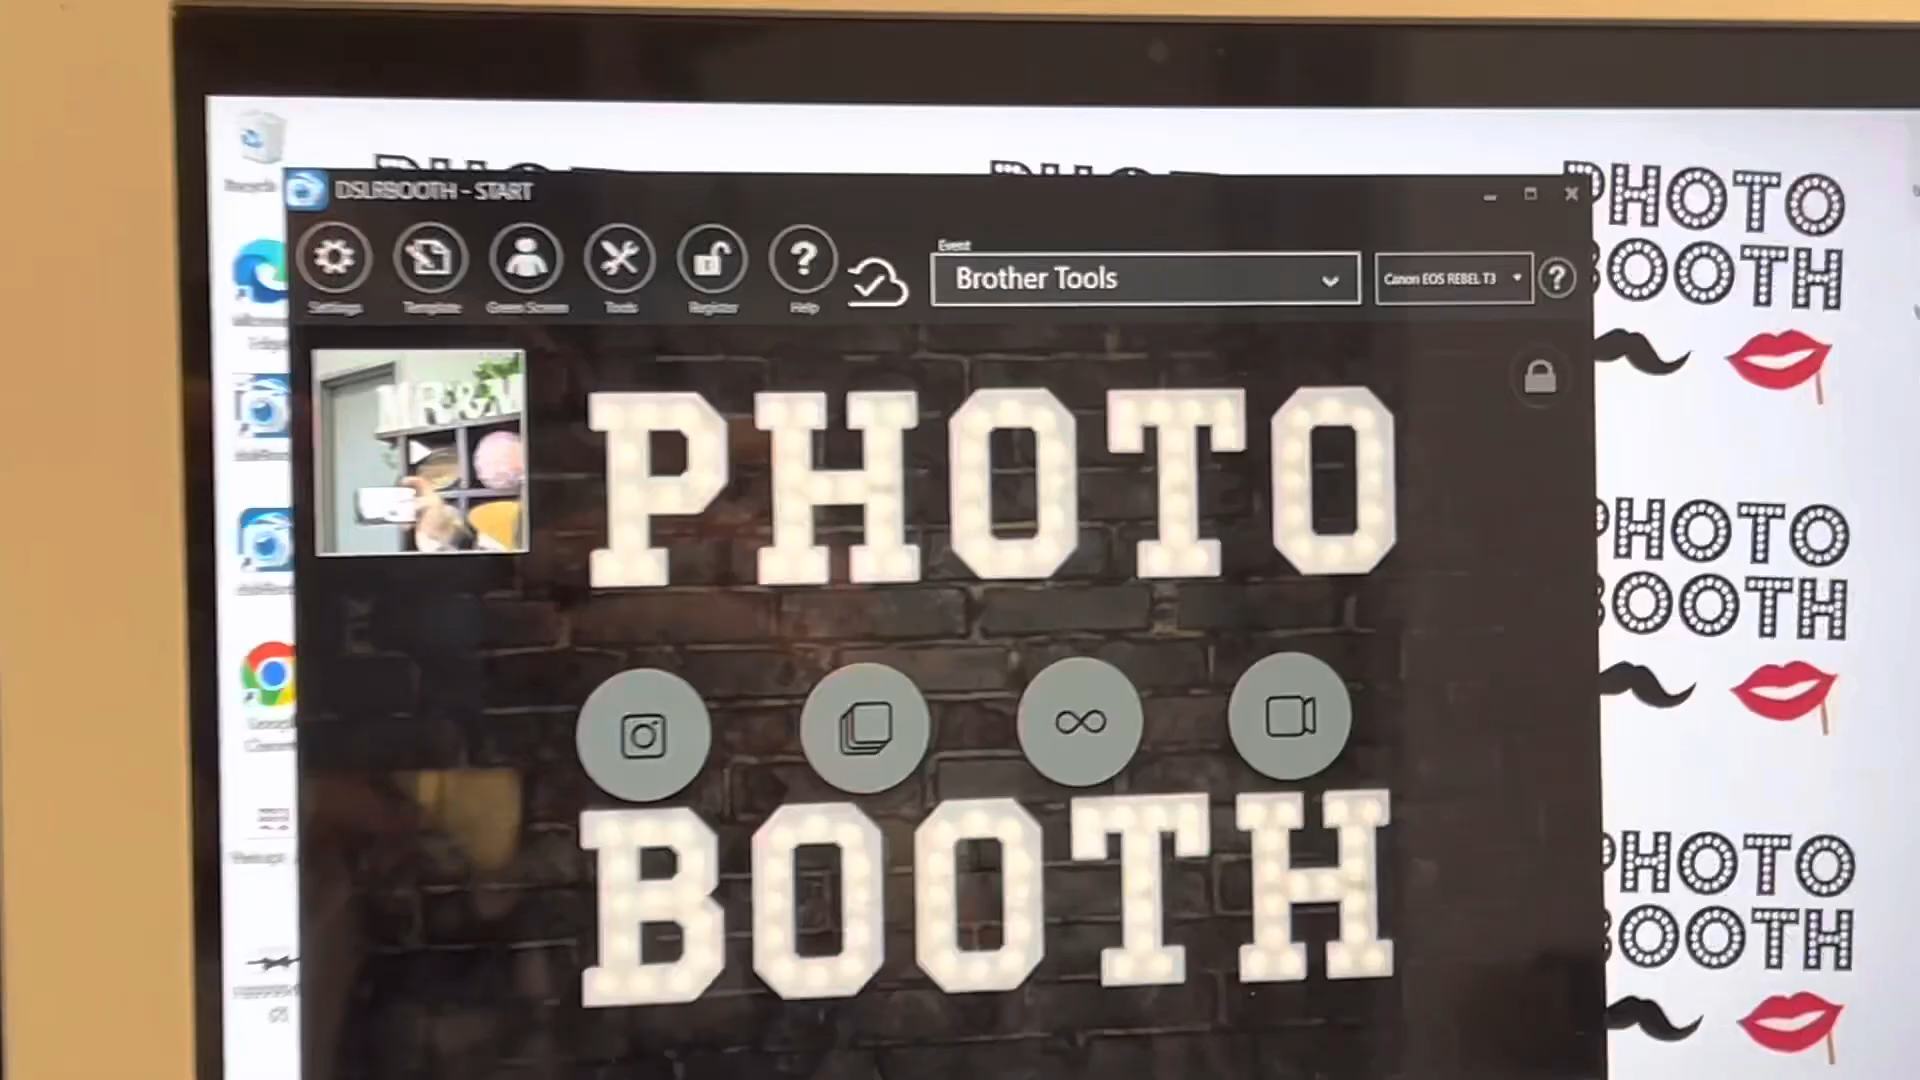 DSLRBOOTH - START
Settings
Template
Green Screen
Tools
Register
Help
Event
Brother Tools
Canon EOS REBEL T3
MR&M
PHOTO
BOOTH
PHOTO
BOOTH
PHOTO
BOOTH
PHOTO
BOOTH